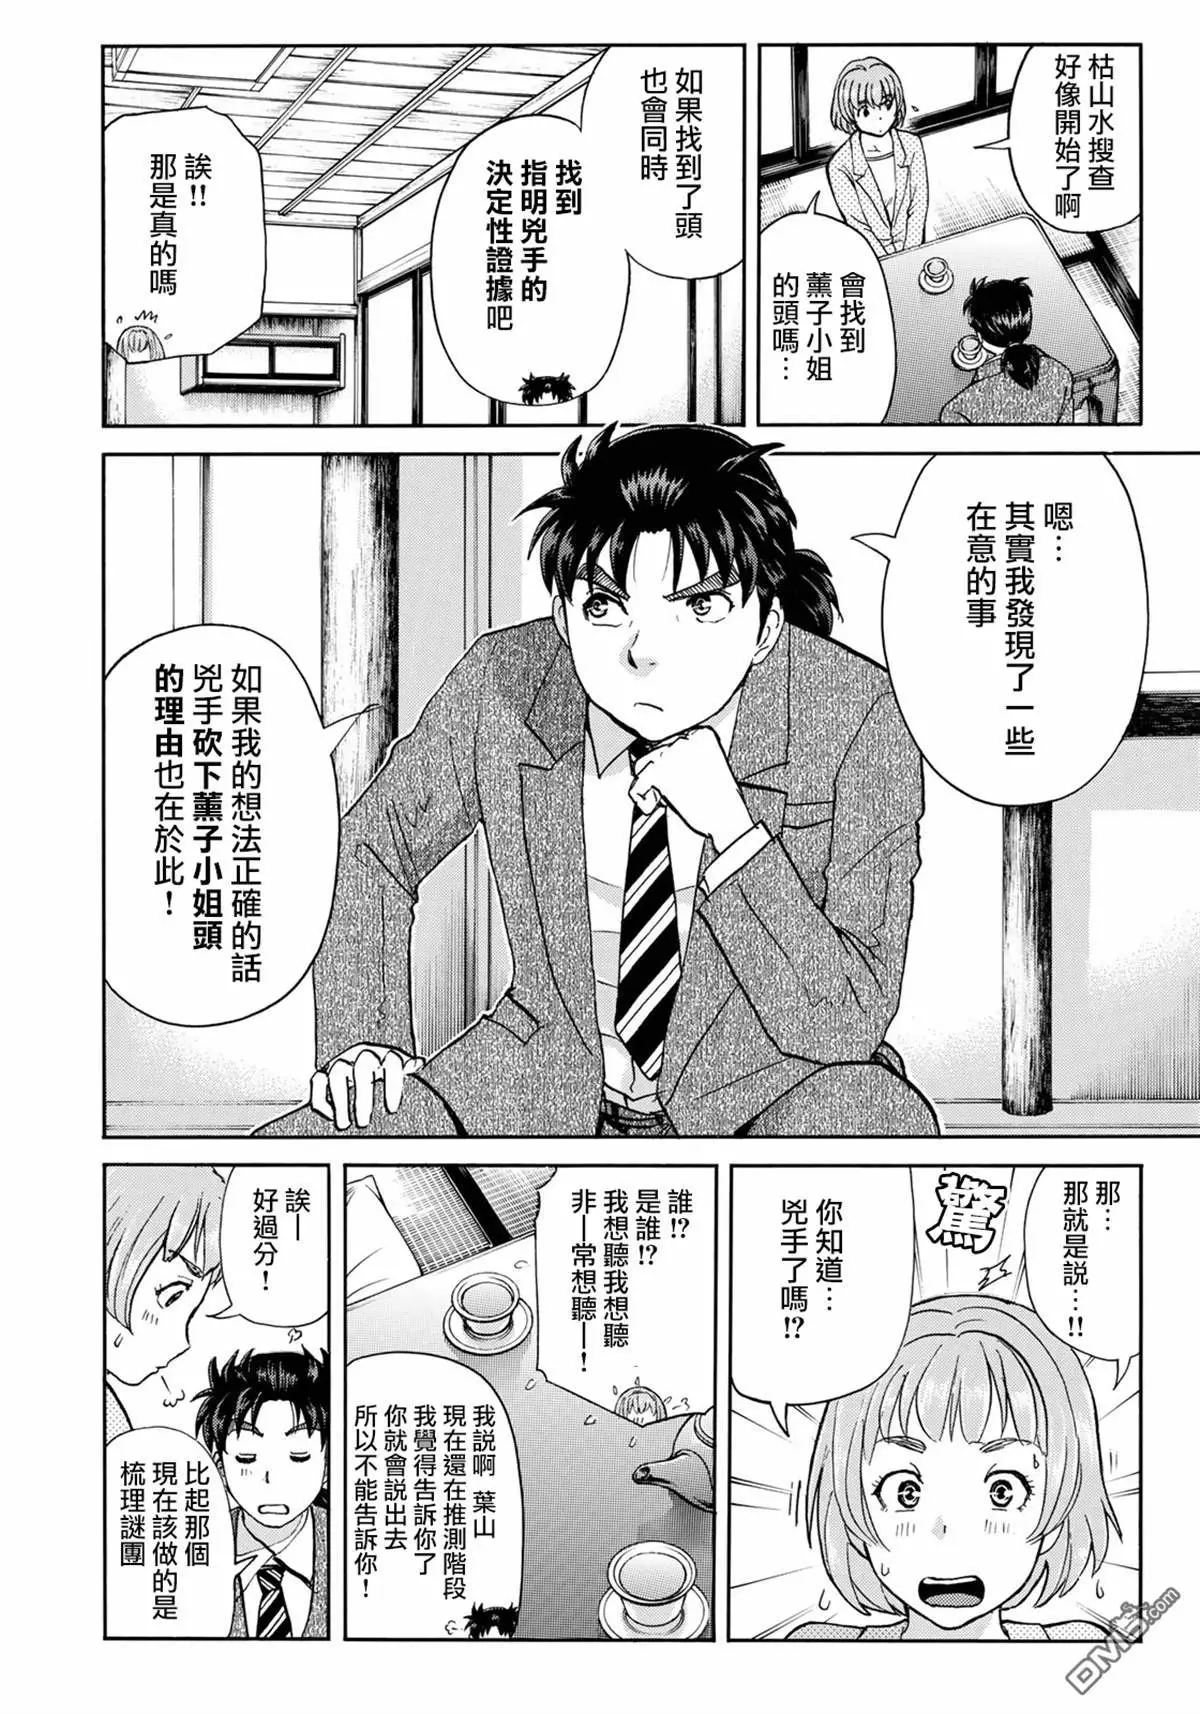 枯山水搜查
好像開始了啊
會找到
薰子小姐
的頭嗎…
如果找到了頭
也會同時
找到
指明兇手的
決定性證據吧
誒!!
那是真的嗎
嗯…
其實我發現了一些
在意的事
如果我的想法正確的話
兇手砍下薰子小姐頭
的理由也在於此！
那…
那就是說…!!
驚
你知道…
兇手了嗎!?
誰!?
是誰!?
我想聽我想聽
非—常想聽—！
我說啊 葉山
現在還在推測階段
我覺得告訴你了
你就會說出去
所以不能告訴你！
誒—
好過分！
比起那個
現在該做的是
梳理謎團
DM5.com